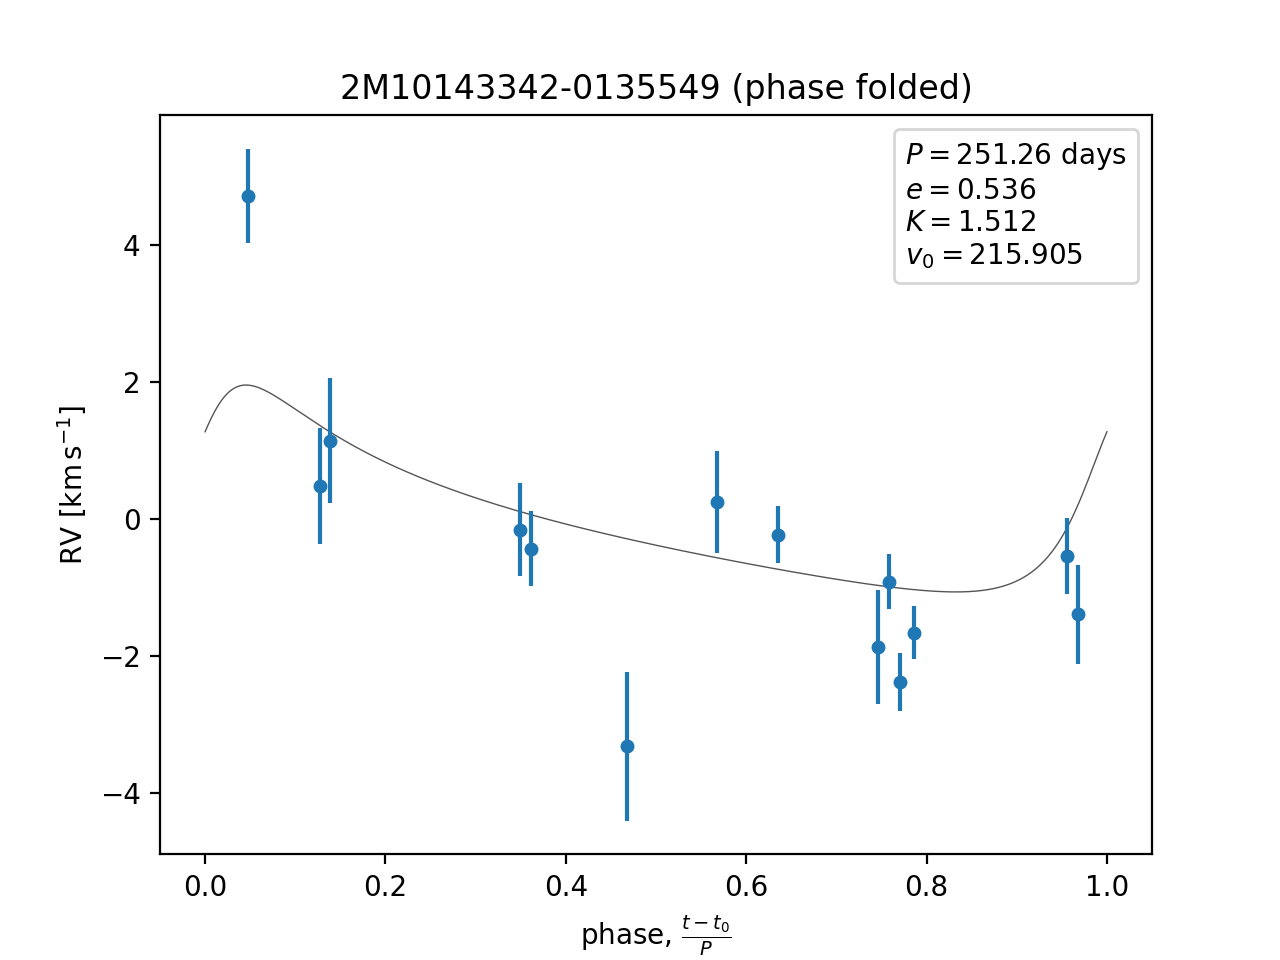 2M10143342-0135549 (phase folded)
P = 251.26 days
e = 0.536
K = 1.512
v₀ = 215.905
RV [km s⁻¹]
4
2
0
−2
−4
0.0 0.2 0.4 0.6 0.8 1.0
phase, (t − t₀)/P